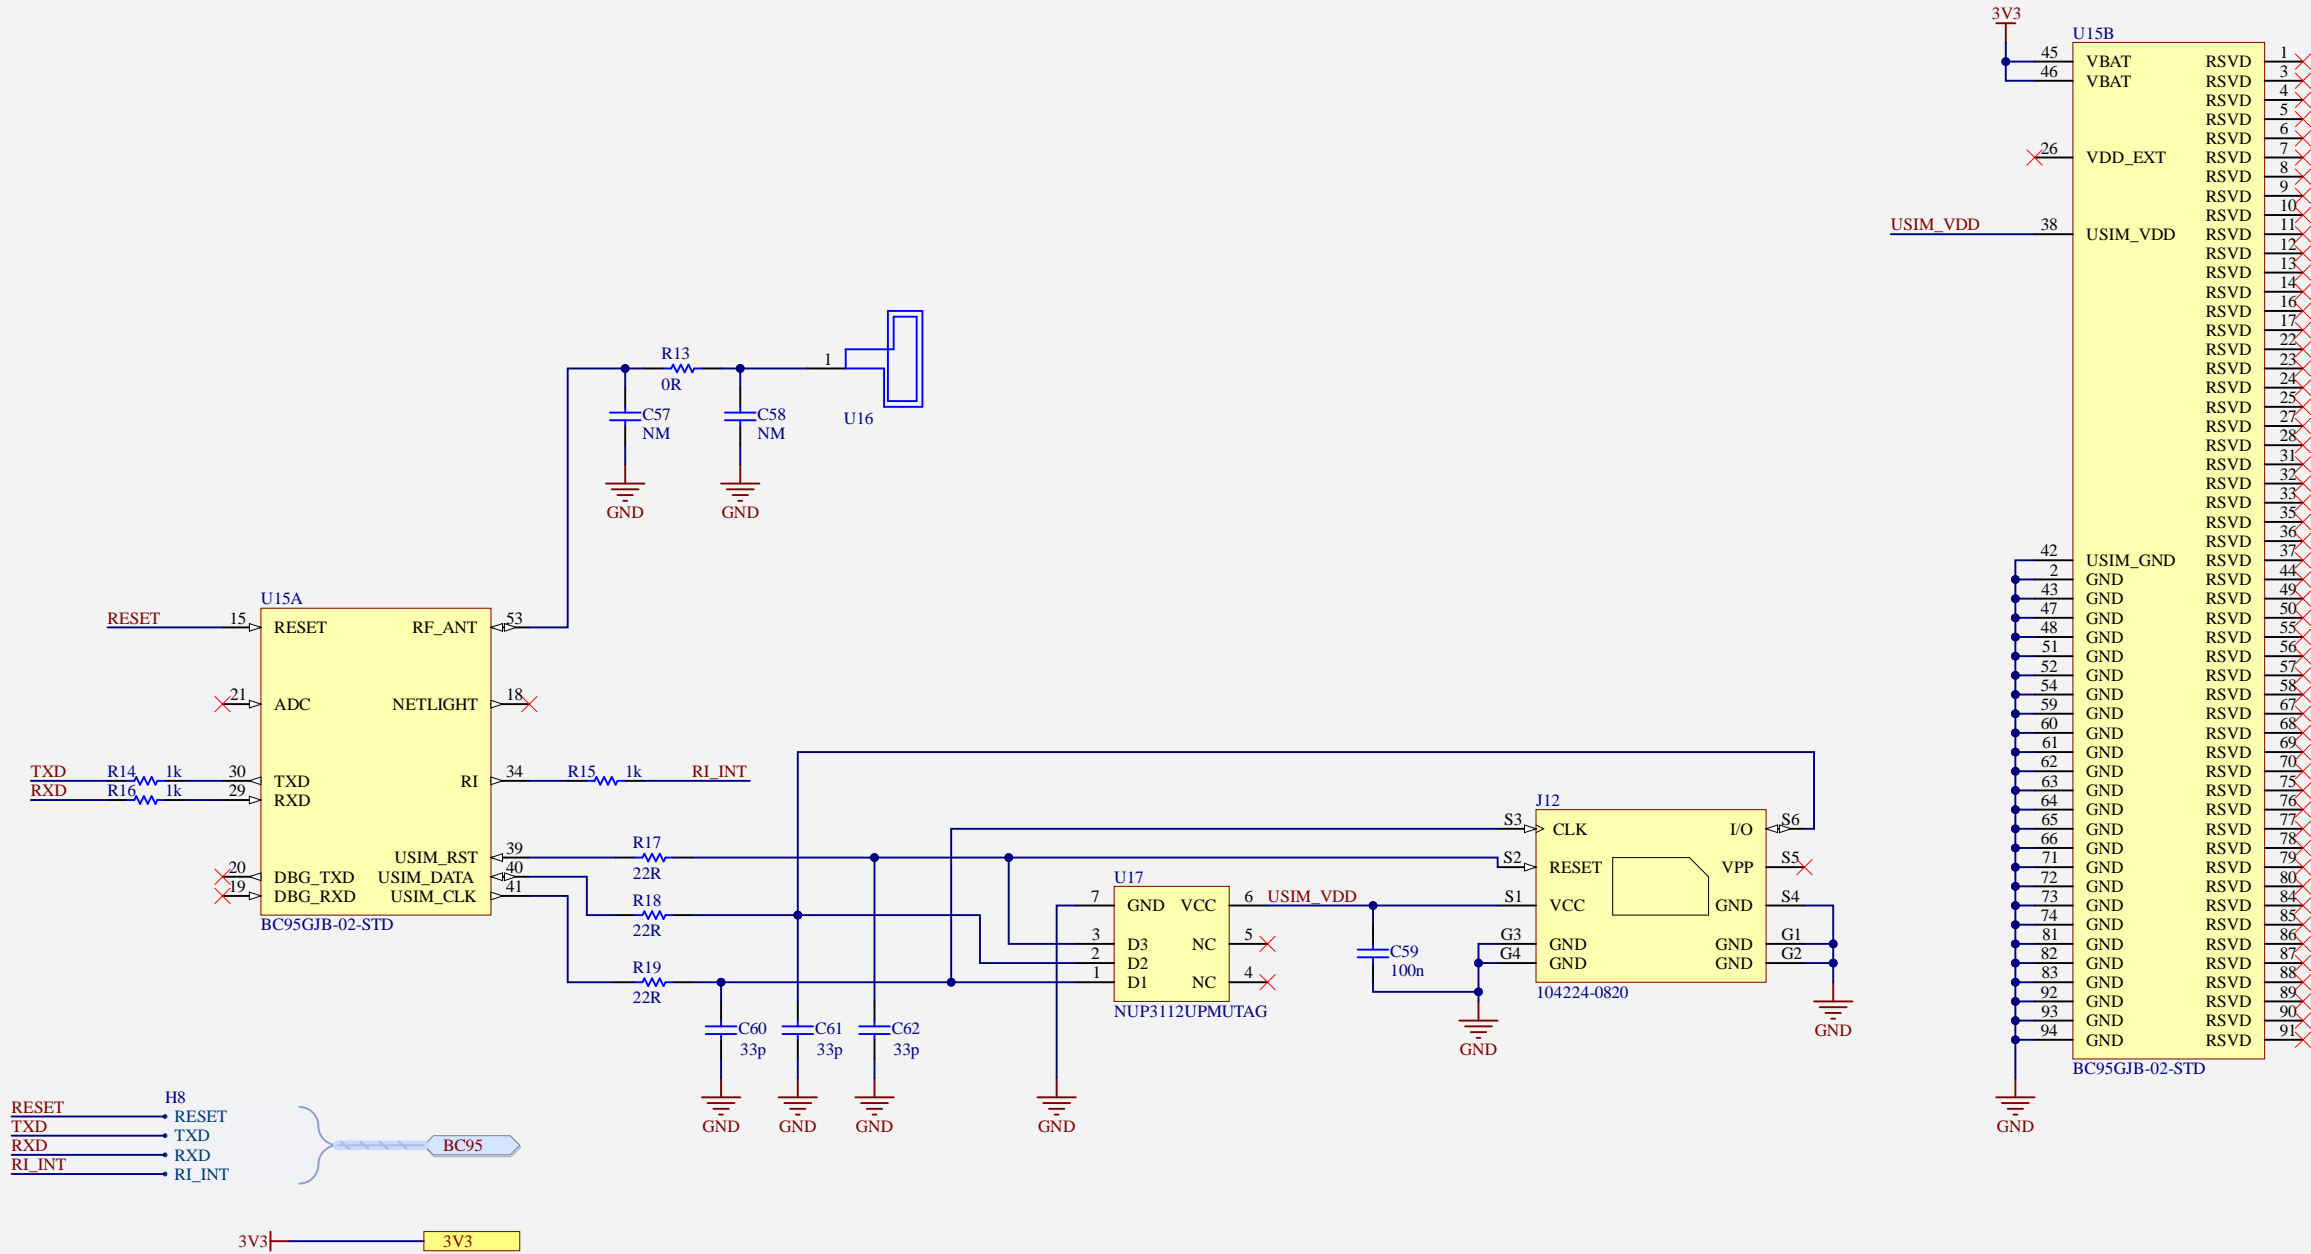 3V3
U15B
45 VBAT RSVD 1
46 VBAT RSVD 3
RSVD 4
RSVD 5
RSVD 6
26 VDD_EXT RSVD 7
RSVD 8
RSVD 9
RSVD 10
USIM_VDD 38 USIM_VDD RSVD 11
RSVD 12
RSVD 13
RSVD 14
RSVD 16
RSVD 17
RSVD 22
RSVD 23
RSVD 24
RSVD 25
RSVD 27
RSVD 28
RSVD 31
RSVD 32
RSVD 33
RSVD 35
RSVD 36
42 USIM_GND RSVD 37
2 GND RSVD 44
43 GND RSVD 49
47 GND RSVD 50
48 GND RSVD 55
51 GND RSVD 56
52 GND RSVD 57
54 GND RSVD 58
59 GND RSVD 67
60 GND RSVD 68
61 GND RSVD 69
62 GND RSVD 70
63 GND RSVD 75
64 GND RSVD 76
65 GND RSVD 77
66 GND RSVD 78
71 GND RSVD 79
72 GND RSVD 80
73 GND RSVD 84
74 GND RSVD 85
81 GND RSVD 86
82 GND RSVD 87
83 GND RSVD 88
92 GND RSVD 89
93 GND RSVD 90
94 GND RSVD 91
BC95GJB-02-STD
GND
R13
0R
1
U16
C57
NM
C58
NM
GND
GND
U15A
RESET 15 RESET RF_ANT 53
21 ADC NETLIGHT 18
TXD R14 1k 30 TXD RI 34 R15 1k RI_INT
RXD R16 1k 29 RXD
USIM_RST 39
20 DBG_TXD USIM_DATA 40
19 DBG_RXD USIM_CLK 41
BC95GJB-02-STD
R17
22R
R18
22R
R19
22R
C60
33p
C61
33p
C62
33p
GND
GND
GND
GND
U17
7 GND VCC 6 USIM_VDD
3 D3 NC 5
2 D2
1 D1 NC 4
NUP3112UPMUTAG
C59
100n
J12
S3 CLK I/O S6
S2 RESET VPP S5
S1 VCC GND S4
G3 GND GND G1
G4 GND GND G2
104224-0820
GND
GND
H8
RESET RESET
TXD TXD
RXD RXD
RI_INT RI_INT
BC95
3V3 3V3